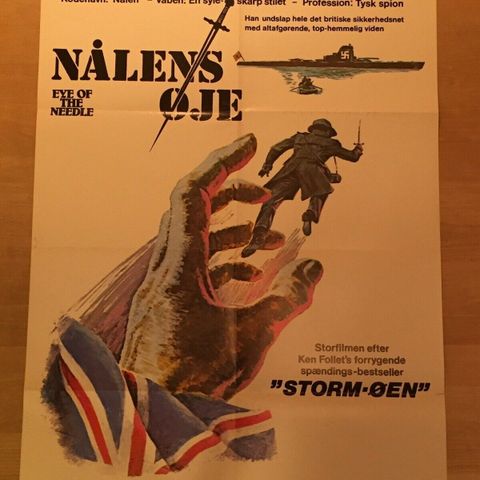 Kodenavn: "Nålen" – Våben: En syle- skarp stilet – Profession: Tysk spion
Han undslap hele det britiske sikkerhedsnet
med altafgørende, top-hemmelig viden
NÅLENS
ØJE
EYE OF
THE
NEEDLE
Storfilmen efter
Ken Follet's forrygende
spændings-bestseller
"STORM-ØEN"